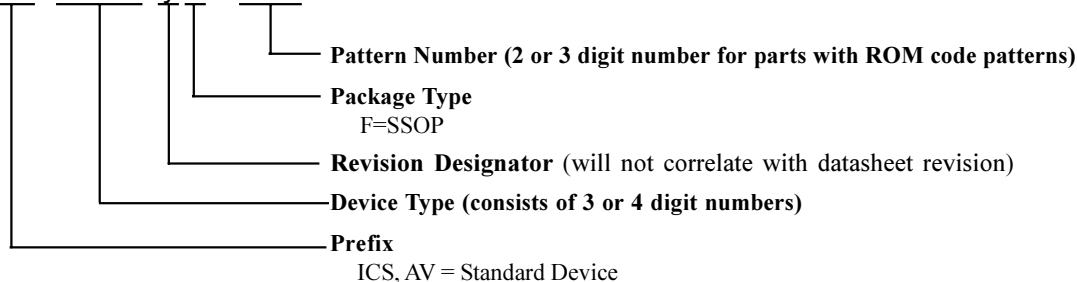 Pattern Number (2 or 3 digit number for parts with ROM code patterns)
Package Type
F=SSOP
Revision Designator (will not correlate with datasheet revision)
Device Type (consists of 3 or 4 digit numbers)
Prefix
ICS, AV = Standard Device